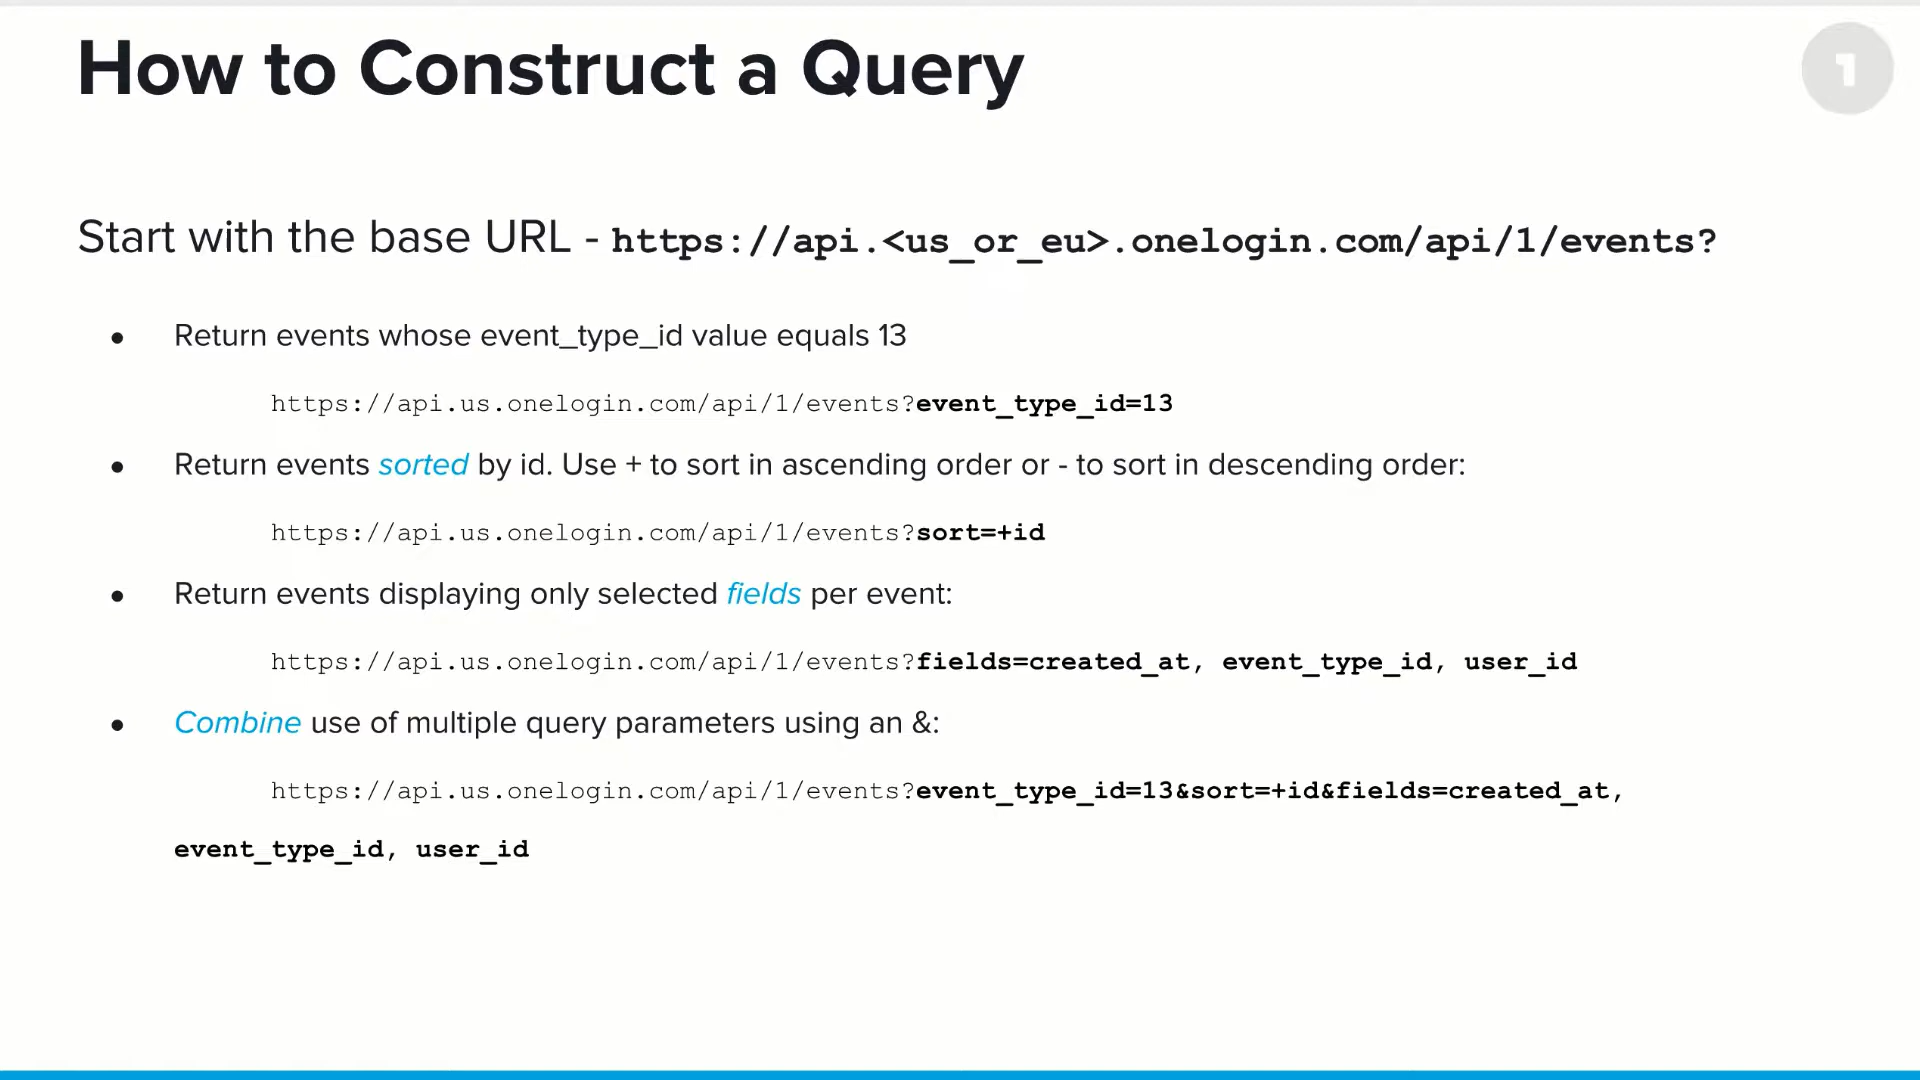 How to Construct a Query
1
Start with the base URL - https://api.<us_or_eu>.onelogin.com/api/1/events?
● Return events whose event_type_id value equals 13
https://api.us.onelogin.com/api/1/events?event_type_id=13
● Return events sorted by id. Use + to sort in ascending order or - to sort in descending order:
https://api.us.onelogin.com/api/1/events?sort=+id
● Return events displaying only selected fields per event:
https://api.us.onelogin.com/api/1/events?fields=created_at, event_type_id, user_id
● Combine use of multiple query parameters using an &:
https://api.us.onelogin.com/api/1/events?event_type_id=13&sort=+id&fields=created_at,
event_type_id, user_id